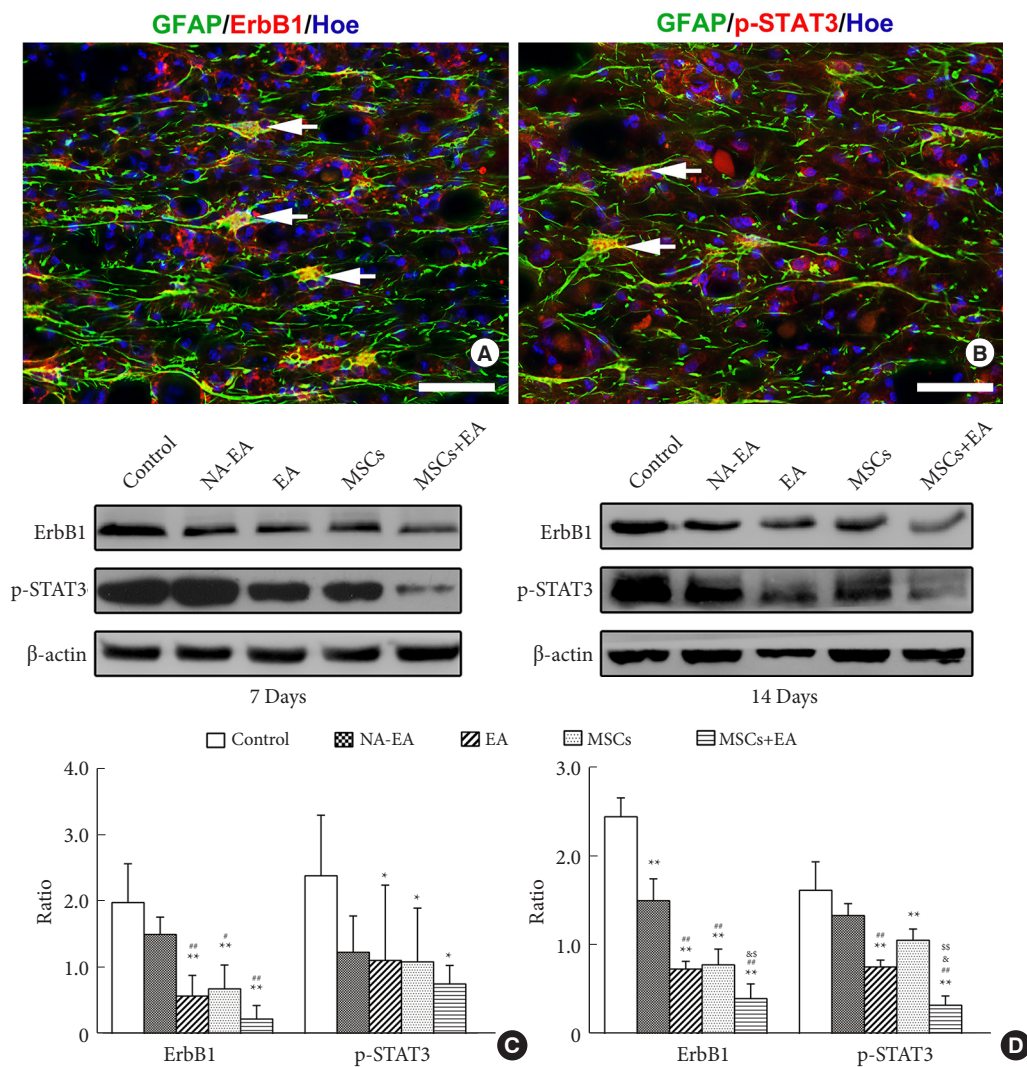 GFAP/ErbB1/Hoe
GFAP/p-STAT3/Hoe
A
B
Control
NA-EA
EA
MSCs
MSCs+EA
ErbB1
p-STAT3
β-actin
7 Days
Control
NA-EA
EA
MSCs
MSCs+EA
ErbB1
p-STAT3
β-actin
14 Days
Control
NA-EA
EA
MSCs
MSCs+EA
4.0
3.0
2.0
1.0
0
Ratio
##
**
#
**
##
**
*
*
*
ErbB1
p-STAT3
C
3.0
2.0
1.0
0
Ratio
**
##
**
##
**
&$
##
**
##
**
**
$$
&
##
**
ErbB1
p-STAT3
D